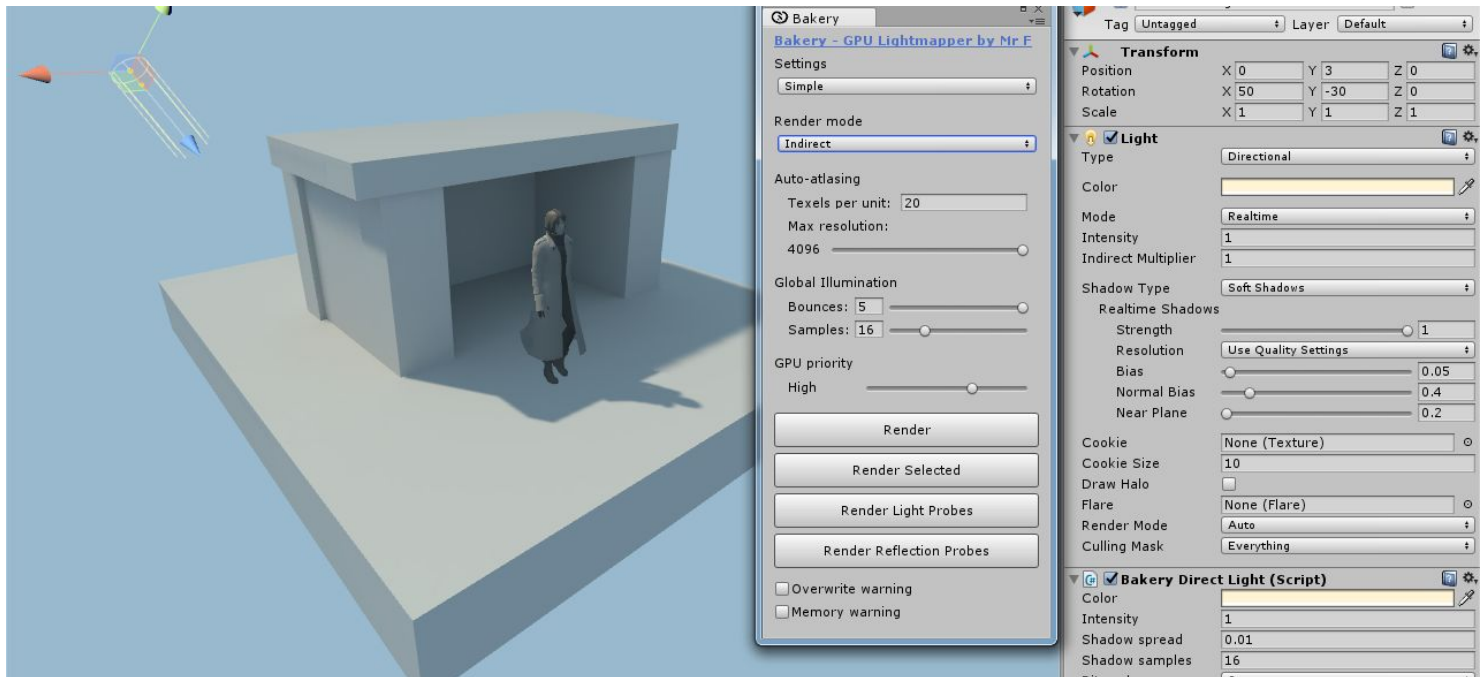 Bakery
Bakery - GPU Lightmapper by Mr F
Settings
Simple
Render mode
Indirect
Auto-atlasing
Texels per unit: 20
Max resolution:
4096
Global Illumination
Bounces: 5
Samples: 16
GPU priority
High
Render
Render Selected
Render Light Probes
Render Reflection Probes
Overwrite warning
Memory warning
Tag Untagged Layer Default
Transform
Position X 0 Y 3 Z 0
Rotation X 50 Y -30 Z 0
Scale X 1 Y 1 Z 1
Light
Type Directional
Color
Mode Realtime
Intensity 1
Indirect Multiplier 1
Shadow Type Soft Shadows
Realtime Shadows
Strength 1
Resolution Use Quality Settings
Bias 0.05
Normal Bias 0.4
Near Plane 0.2
Cookie None (Texture)
Cookie Size 10
Draw Halo
Flare None (Flare)
Render Mode Auto
Culling Mask Everything
Bakery Direct Light (Script)
Color
Intensity 1
Shadow spread 0.01
Shadow samples 16